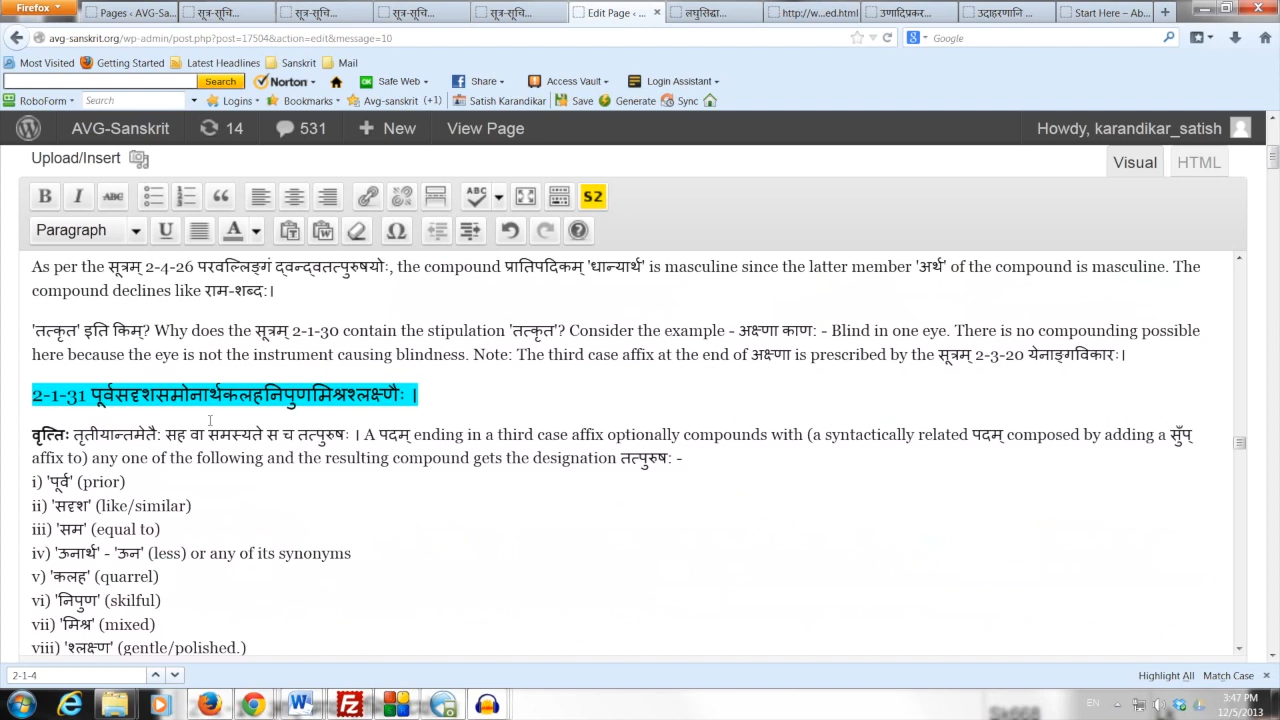 Firefox
Pages ‹ AVG-Sa...
सूत्र-सूचि...
सूत्र-सूचि...
सूत्र-सूचि...
सूत्र-सूचि...
Edit Page ‹ ...
लघुसिद्धा...
http://w...ed.html
उणादिप्रकर...
उदाहरणानि ...
Start Here – Ab...
avg-sanskrit.org/wp-admin/post.php?post=17504&action=edit&message=10
Google
Most Visited Getting Started Latest Headlines Sanskrit Mail
Search Norton Safe Web Share Access Vault Login Assistant
RoboForm Search Logins Bookmarks Avg-sanskrit (+1) Satish Karandikar Save Generate Sync
AVG-Sanskrit 14 531 New View Page Howdy, karandikar_satish
Upload/Insert Visual HTML
B I ABC ABC S2
Paragraph U A
As per the सूत्रम् 2-4-26 परवल्लिङ्गं द्वन्द्वतत्पुरुषयोः, the compound प्रातिपदिकम् 'धान्यार्थ' is masculine since the latter member 'अर्थ' of the compound is masculine. The
compound declines like राम-शब्द:।
'तत्कृत' इति किम्? Why does the सूत्रम् 2-1-30 contain the stipulation 'तत्कृत'? Consider the example - अक्ष्णा काण: - Blind in one eye. There is no compounding possible
here because the eye is not the instrument causing blindness. Note: The third case affix at the end of अक्ष्णा is prescribed by the सूत्रम् 2-3-20 येनाङ्गविकारः।
2-1-31 पूर्वसदृशसमोनार्थकलहनिपुणमिश्रश्लक्ष्णैः ।
वृत्तिः तृतीयान्तमेतै: सह वा समस्यते स च तत्पुरुषः । A पदम् ending in a third case affix optionally compounds with (a syntactically related पदम् composed by adding a सुँप्
affix to) any one of the following and the resulting compound gets the designation तत्पुरुष: -
i) 'पूर्व' (prior)
ii) 'सदृश' (like/similar)
iii) 'सम' (equal to)
iv) 'ऊनार्थ' - 'ऊन' (less) or any of its synonyms
v) 'कलह' (quarrel)
vi) 'निपुण' (skilful)
vii) 'मिश्र' (mixed)
viii) 'श्लक्ष्ण' (gentle/polished.)
2-1-4 Highlight All Match Case
EN 3:47 PM
12/5/2013